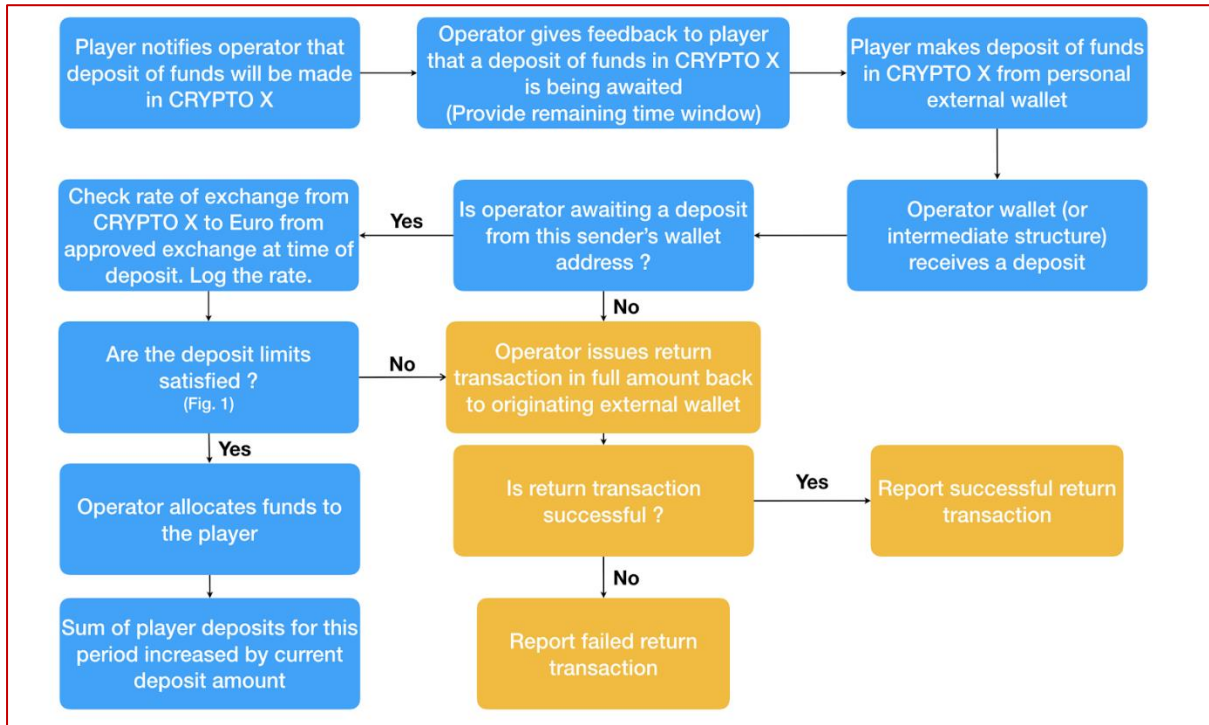 Player notifies operator that
deposit of funds will be made
in CRYPTO X
Operator gives feedback to player
that a deposit of funds in CRYPTO X
is being awaited
(Provide remaining time window)
Player makes deposit of funds
in CRYPTO X from personal
external wallet
Operator wallet (or
intermediate structure)
receives a deposit
Is operator awaiting a deposit
from this sender's wallet
address ?
Yes
Check rate of exchange from
CRYPTO X to Euro from
approved exchange at time of
deposit. Log the rate.
No
Are the deposit limits
satisfied ?
(Fig. 1)
No
Operator issues return
transaction in full amount back
to originating external wallet
Yes
Operator allocates funds to
the player
Is return transaction
successful ?
Yes
Report successful return
transaction
No
Sum of player deposits for this
period increased by current
deposit amount
Report failed return
transaction